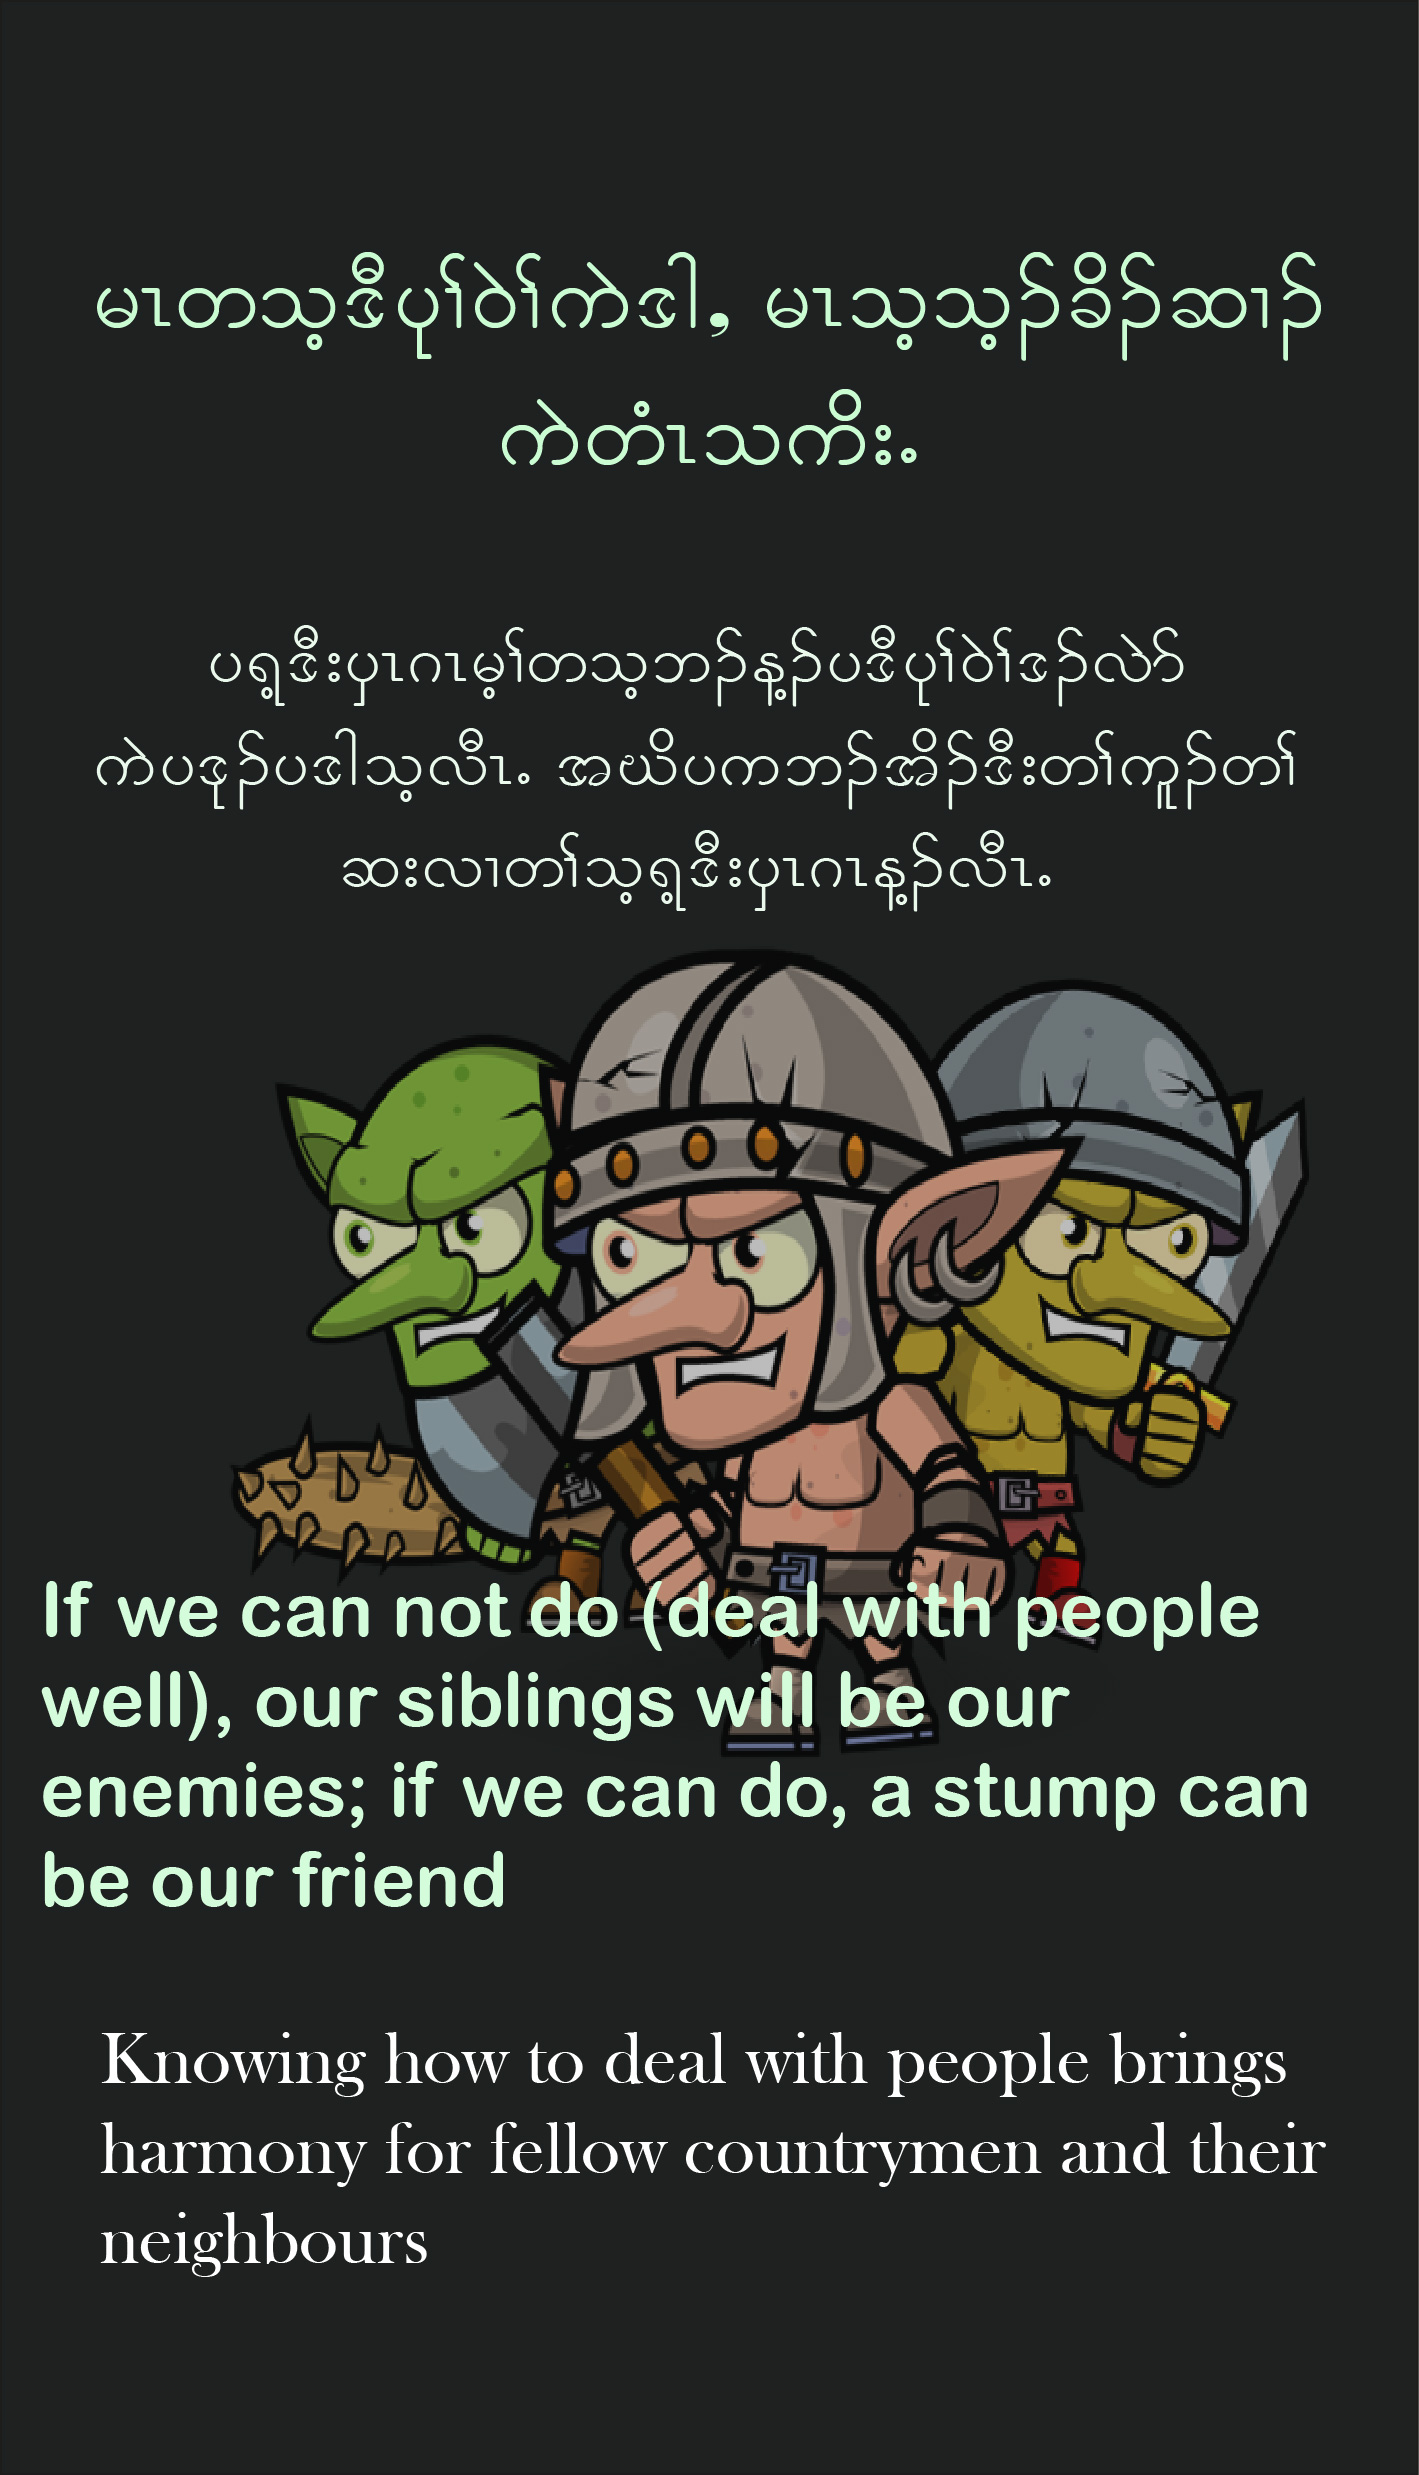 မၤတသ့ဒီပုၢ်ဝဲၢ်ကဲဒါ, မၤသ့သ့ၣ်ခိၣ်ဆၢၣ်
ကဲတံၤသကိး.
ပရ့ဒီးပှၤဂၤမ့ၢ်တသ့ဘၣ်န့ၣ်ပဒီပုၢ်ဝဲၢ်ဒၣ်လဲာ်
ကဲပဒုၣ်ပဒါသ့လီၤ. အဃိပကဘၣ်အိၣ်ဒီးတၢ်ကူၣ်တၢ်
ဆးလၢတၢ်သ့ရ့ဒီးပှၤဂၤန့ၣ်လီၤ.
If we can not do (deal with people
well), our siblings will be our
enemies; if we can do, a stump can
be our friend
Knowing how to deal with people brings
harmony for fellow countrymen and their
neighbours